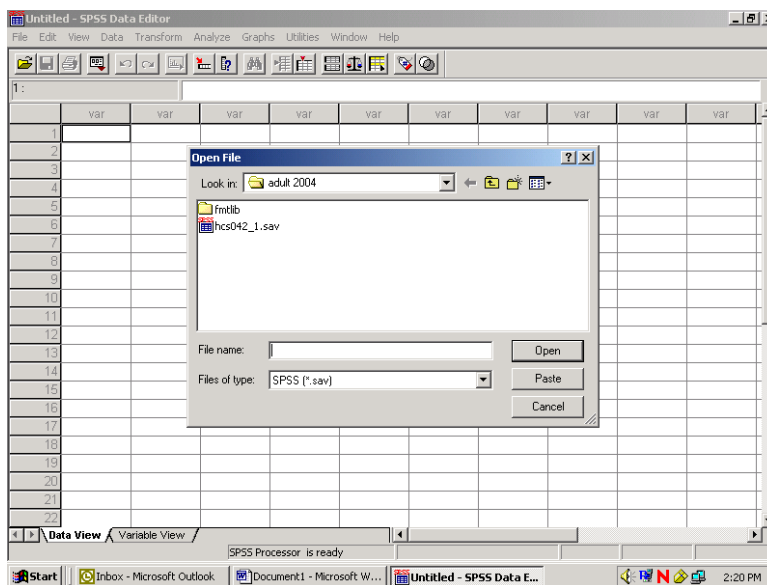 Untitled - SPSS Data Editor
File Edit View Data Transform Analyze Graphs Utilities Window Help
1 :
var var var var var var var var var var
1
2
3
4
5
6
7
8
9
10
11
12
13
14
15
16
17
18
19
20
21
22
Open File
Look in: adult 2004
fmtlib
hcs042_1.sav
File name: Open
Files of type: SPSS (*.sav) Paste
Cancel
Data View Variable View
SPSS Processor is ready
Start Inbox - Microsoft Outlook Document1 - Microsoft W... Untitled - SPSS Data E... 2:20 PM